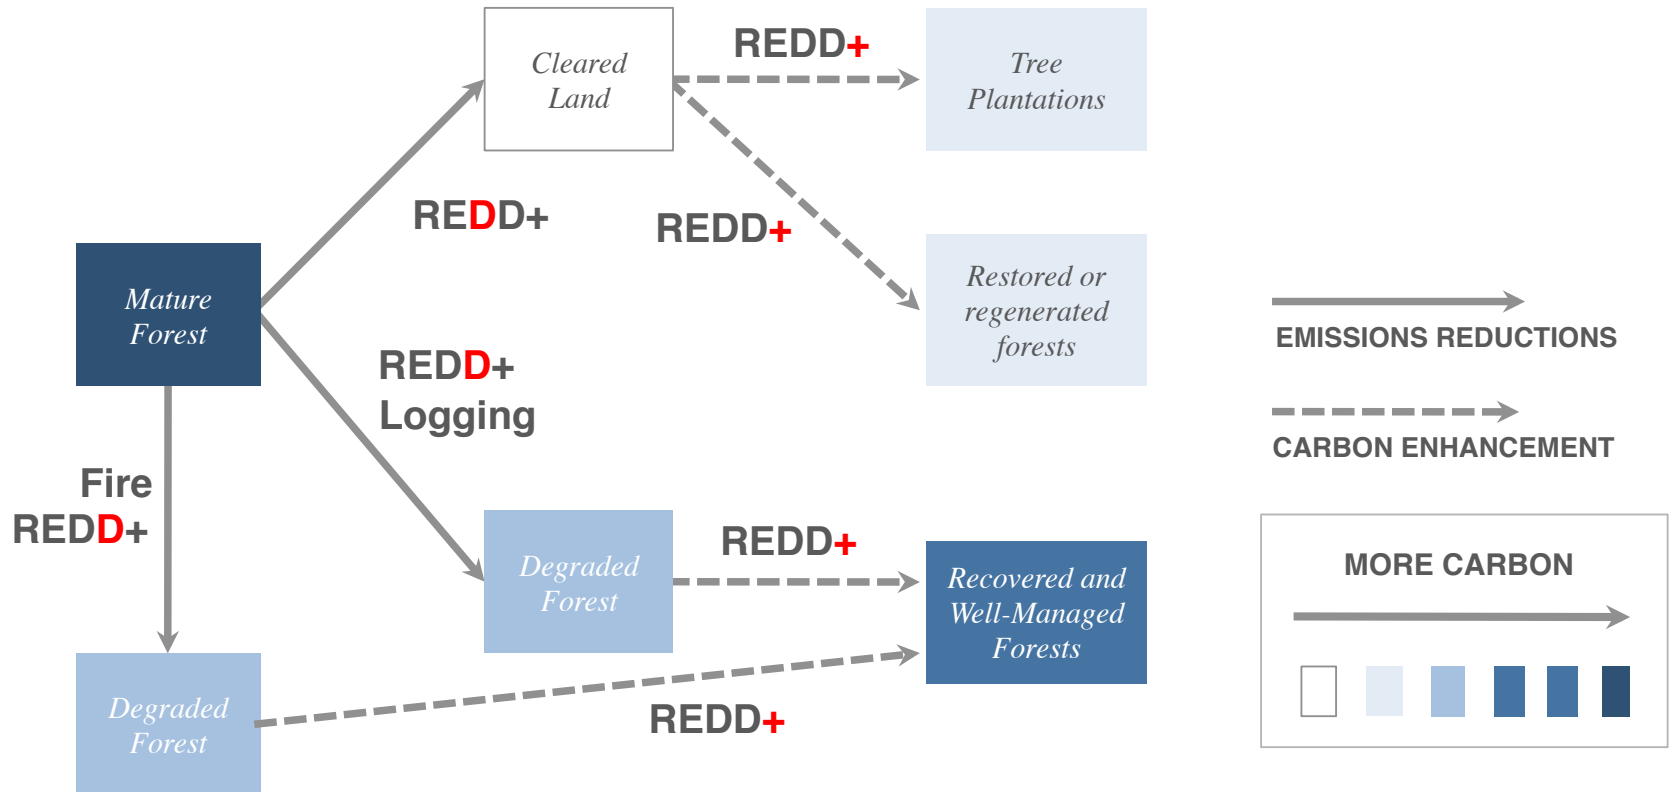 Cleared
Land
REDD+
Tree
Plantations
REDD+
REDD+
Mature
Forest
Restored or
regenerated
forests
EMISSIONS REDUCTIONS
REDD+
Logging
CARBON ENHANCEMENT
Fire
REDD+
Degraded
Forest
REDD+
Recovered and
Well-Managed
Forests
MORE CARBON
Degraded
Forest
REDD+